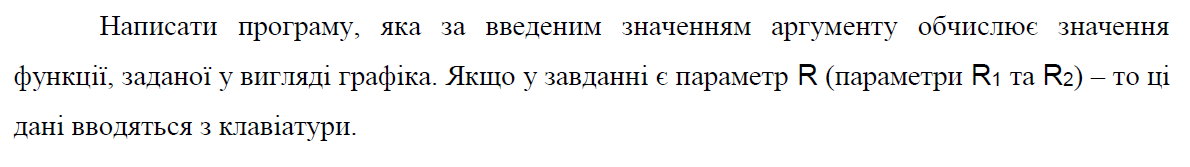 Написати програму, яка за введеним значенням аргументу обчислює значення
функції, заданої у вигляді графіка. Якщо у завданні є параметр R (параметри R1 та R2) – то ці
дані вводяться з клавіатури.